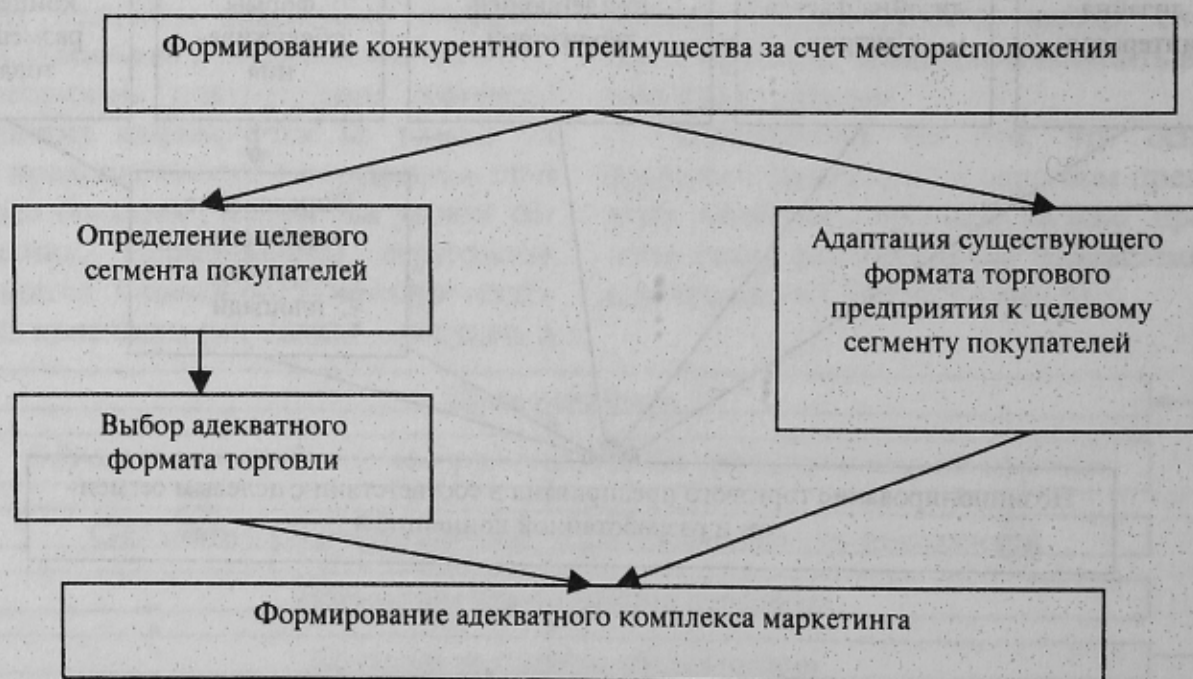 Формирование конкурентного преимущества за счет месторасположения
Определение целевого
сегмента покупателей
Адаптация существующего
формата торгового
предприятия к целевому
сегменту покупателей
Выбор адекватного
формата торговли
Формирование адекватного комплекса маркетинга